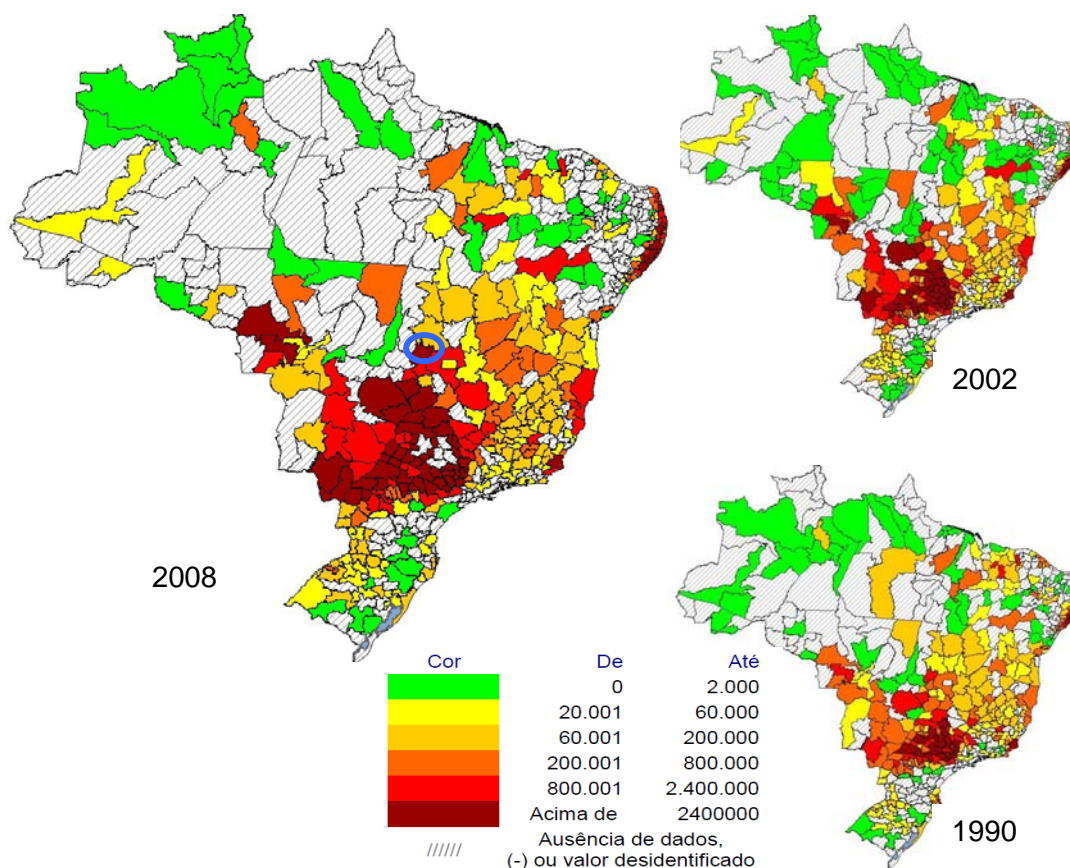 2002
2008
1990
Cor De Até
0 2.000
20.001 60.000
60.001 200.000
200.001 800.000
800.001 2.400.000
Acima de 2400000
////// Ausência de dados,
(-) ou valor desidentificado